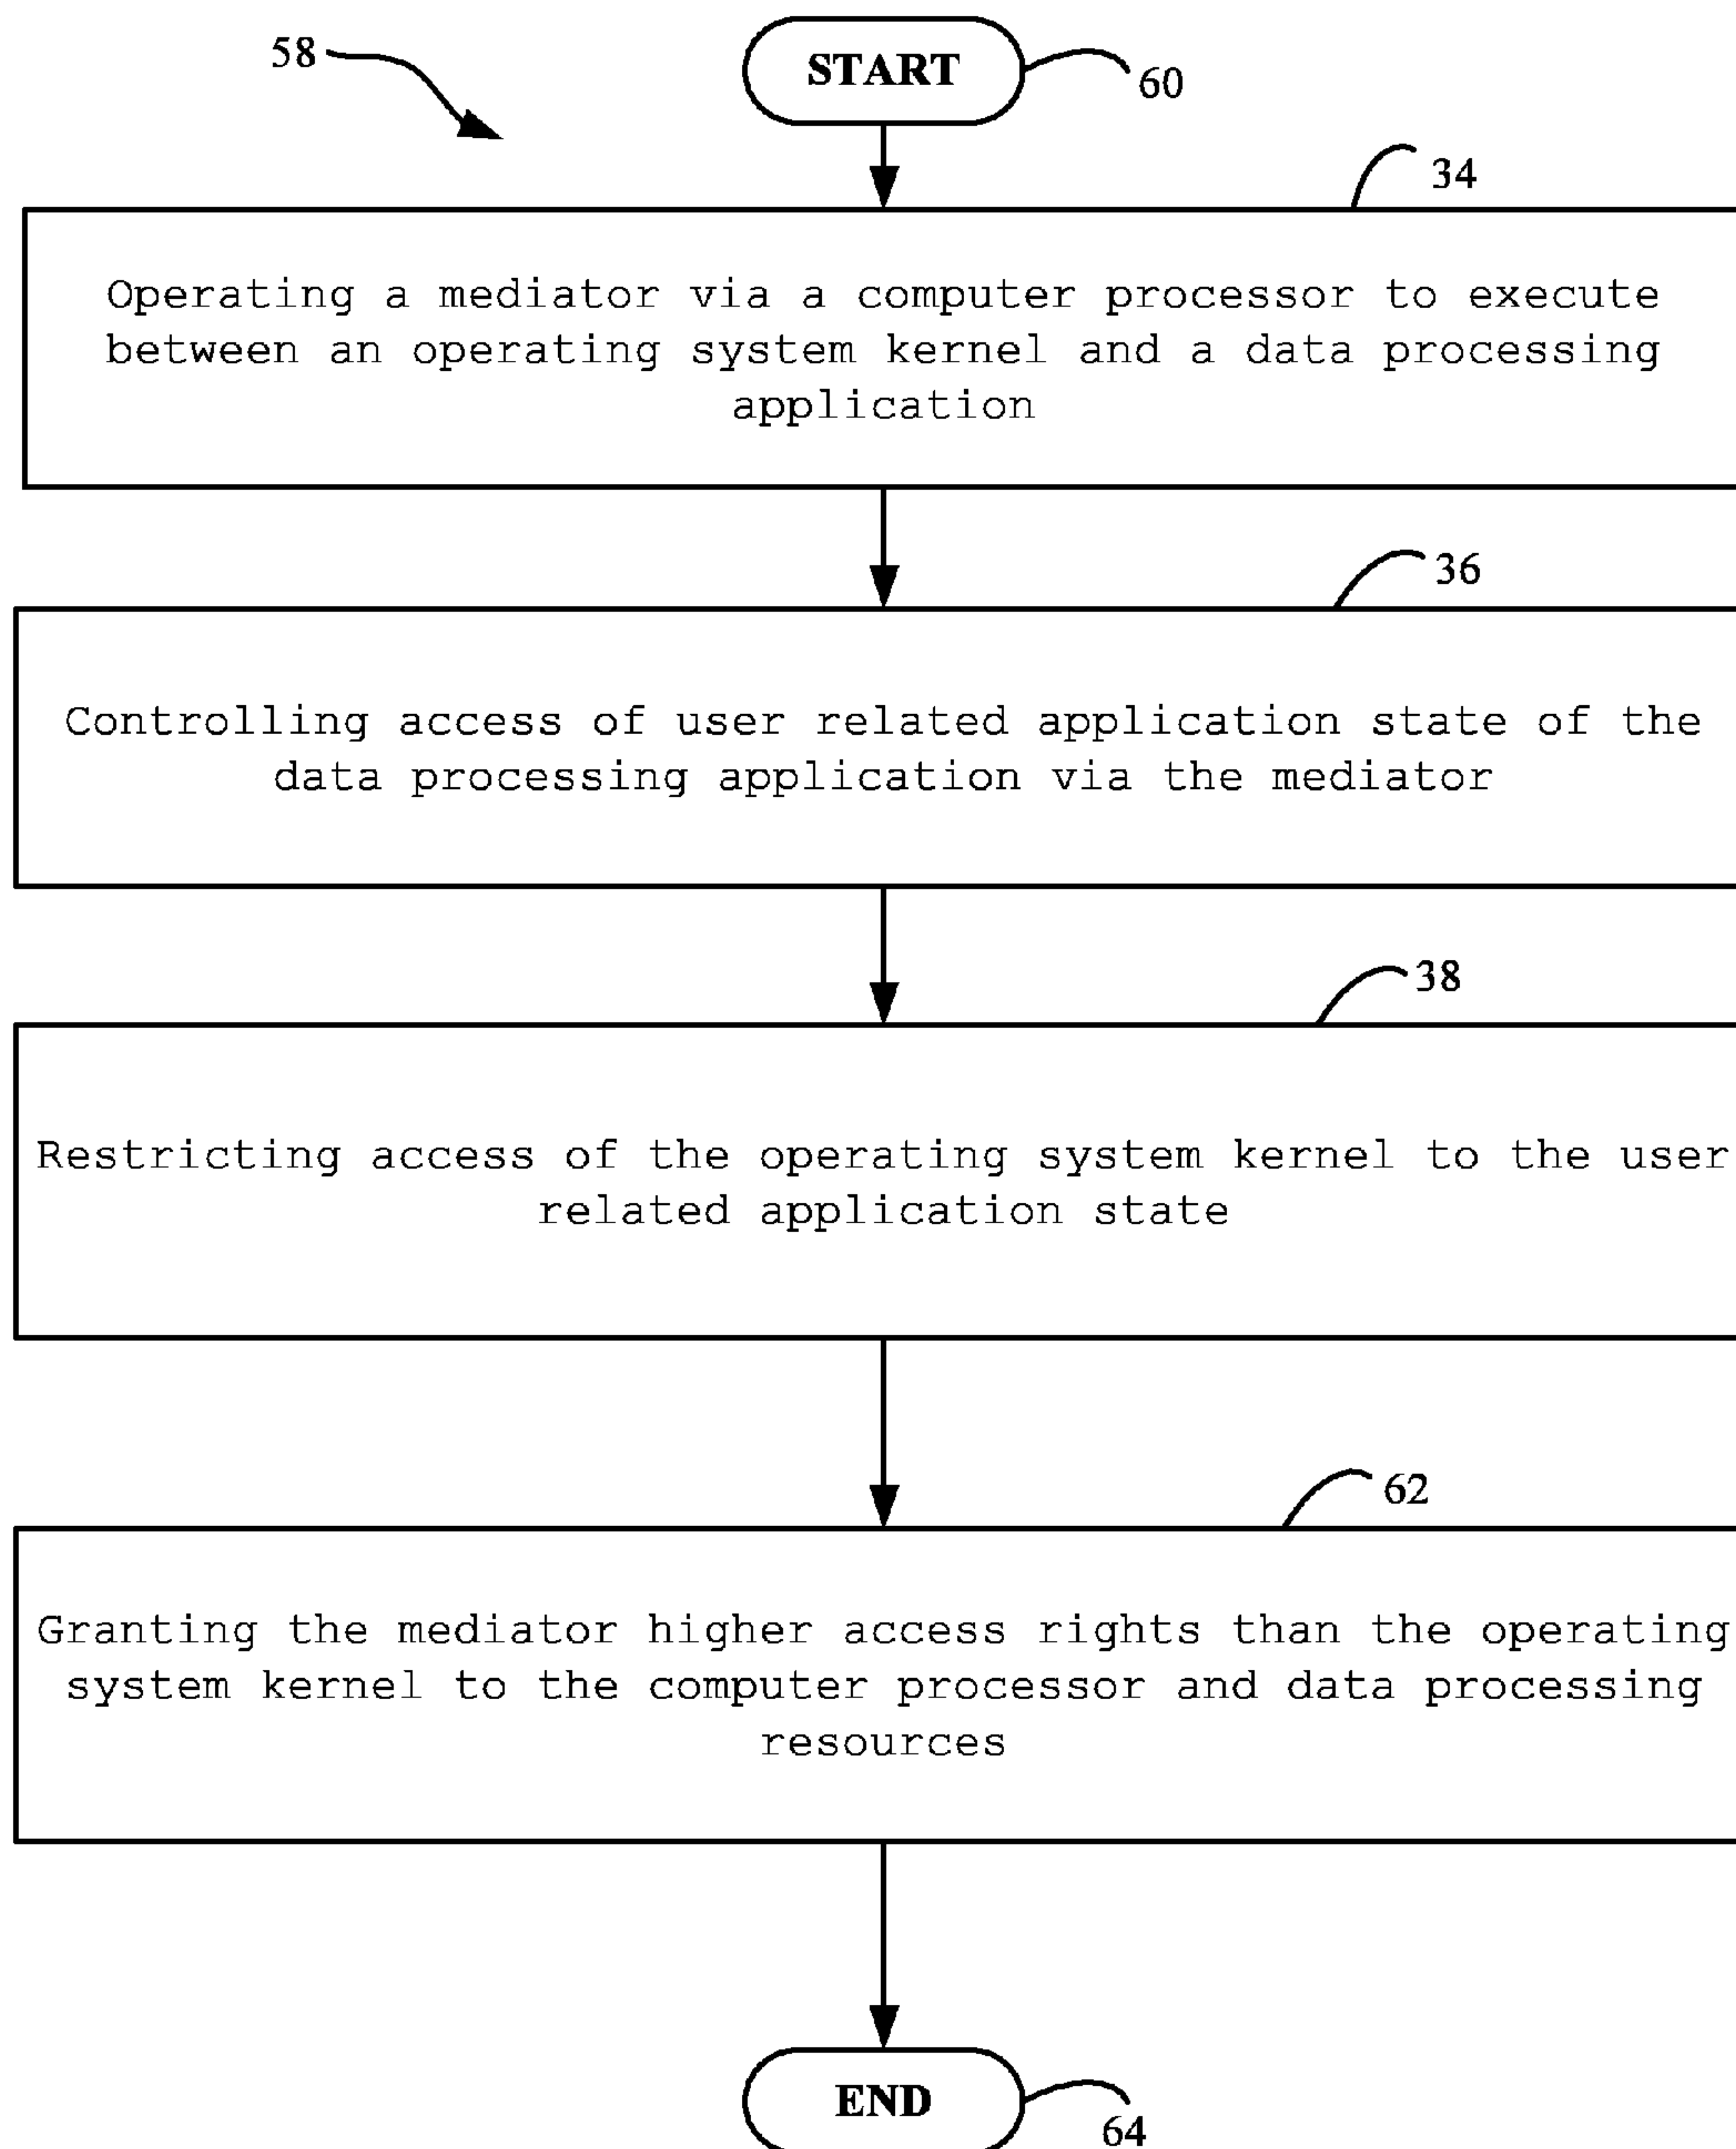 58
START
60
34
Operating a mediator via a computer processor to execute
between an operating system kernel and a data processing
application
36
Controlling access of user related application state of the
data processing application via the mediator
38
Restricting access of the operating system kernel to the user
related application state
62
Granting the mediator higher access rights than the operating
system kernel to the computer processor and data processing
resources
END
64